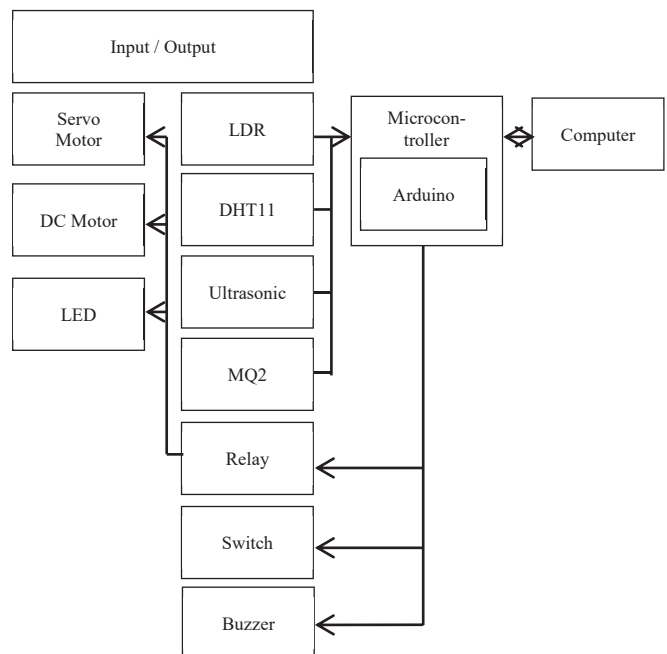 Input / Output
Servo
Motor
LDR
Microcon-
troller
Computer
DHT11
Arduino
DC Motor
Ultrasonic
LED
MQ2
Relay
Switch
Buzzer